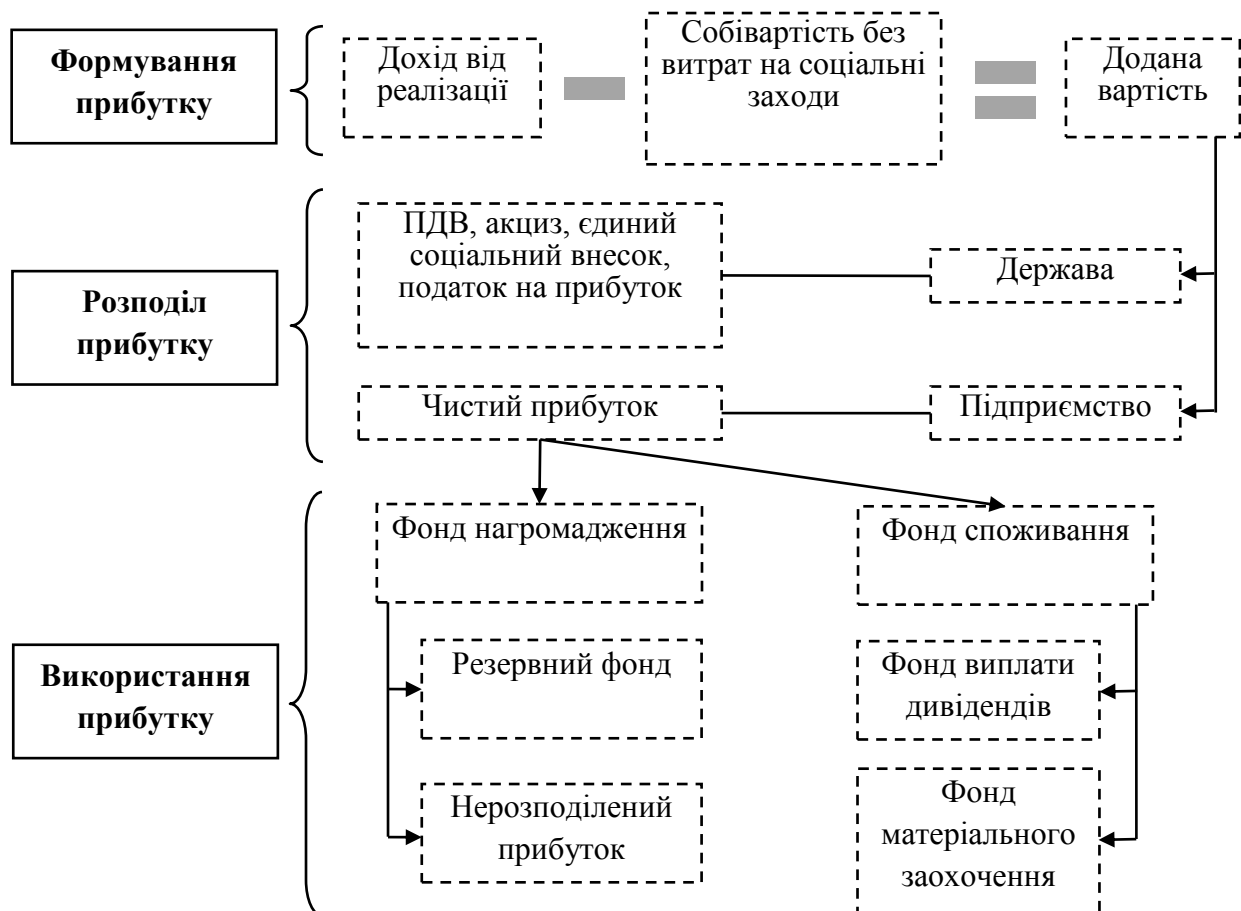 Формування
прибутку
Дохід від
реалізації
Собівартість без
витрат на соціальні
заходи
Додана
вартість
Розподіл
прибутку
ПДВ, акциз, єдиний
соціальний внесок,
податок на прибуток
Держава
Чистий прибуток
Підприємство
Використання
прибутку
Фонд нагромадження
Фонд споживання
Резервний фонд
Фонд виплати
дивідендів
Нерозподілений
прибуток
Фонд
матеріального
заохочення